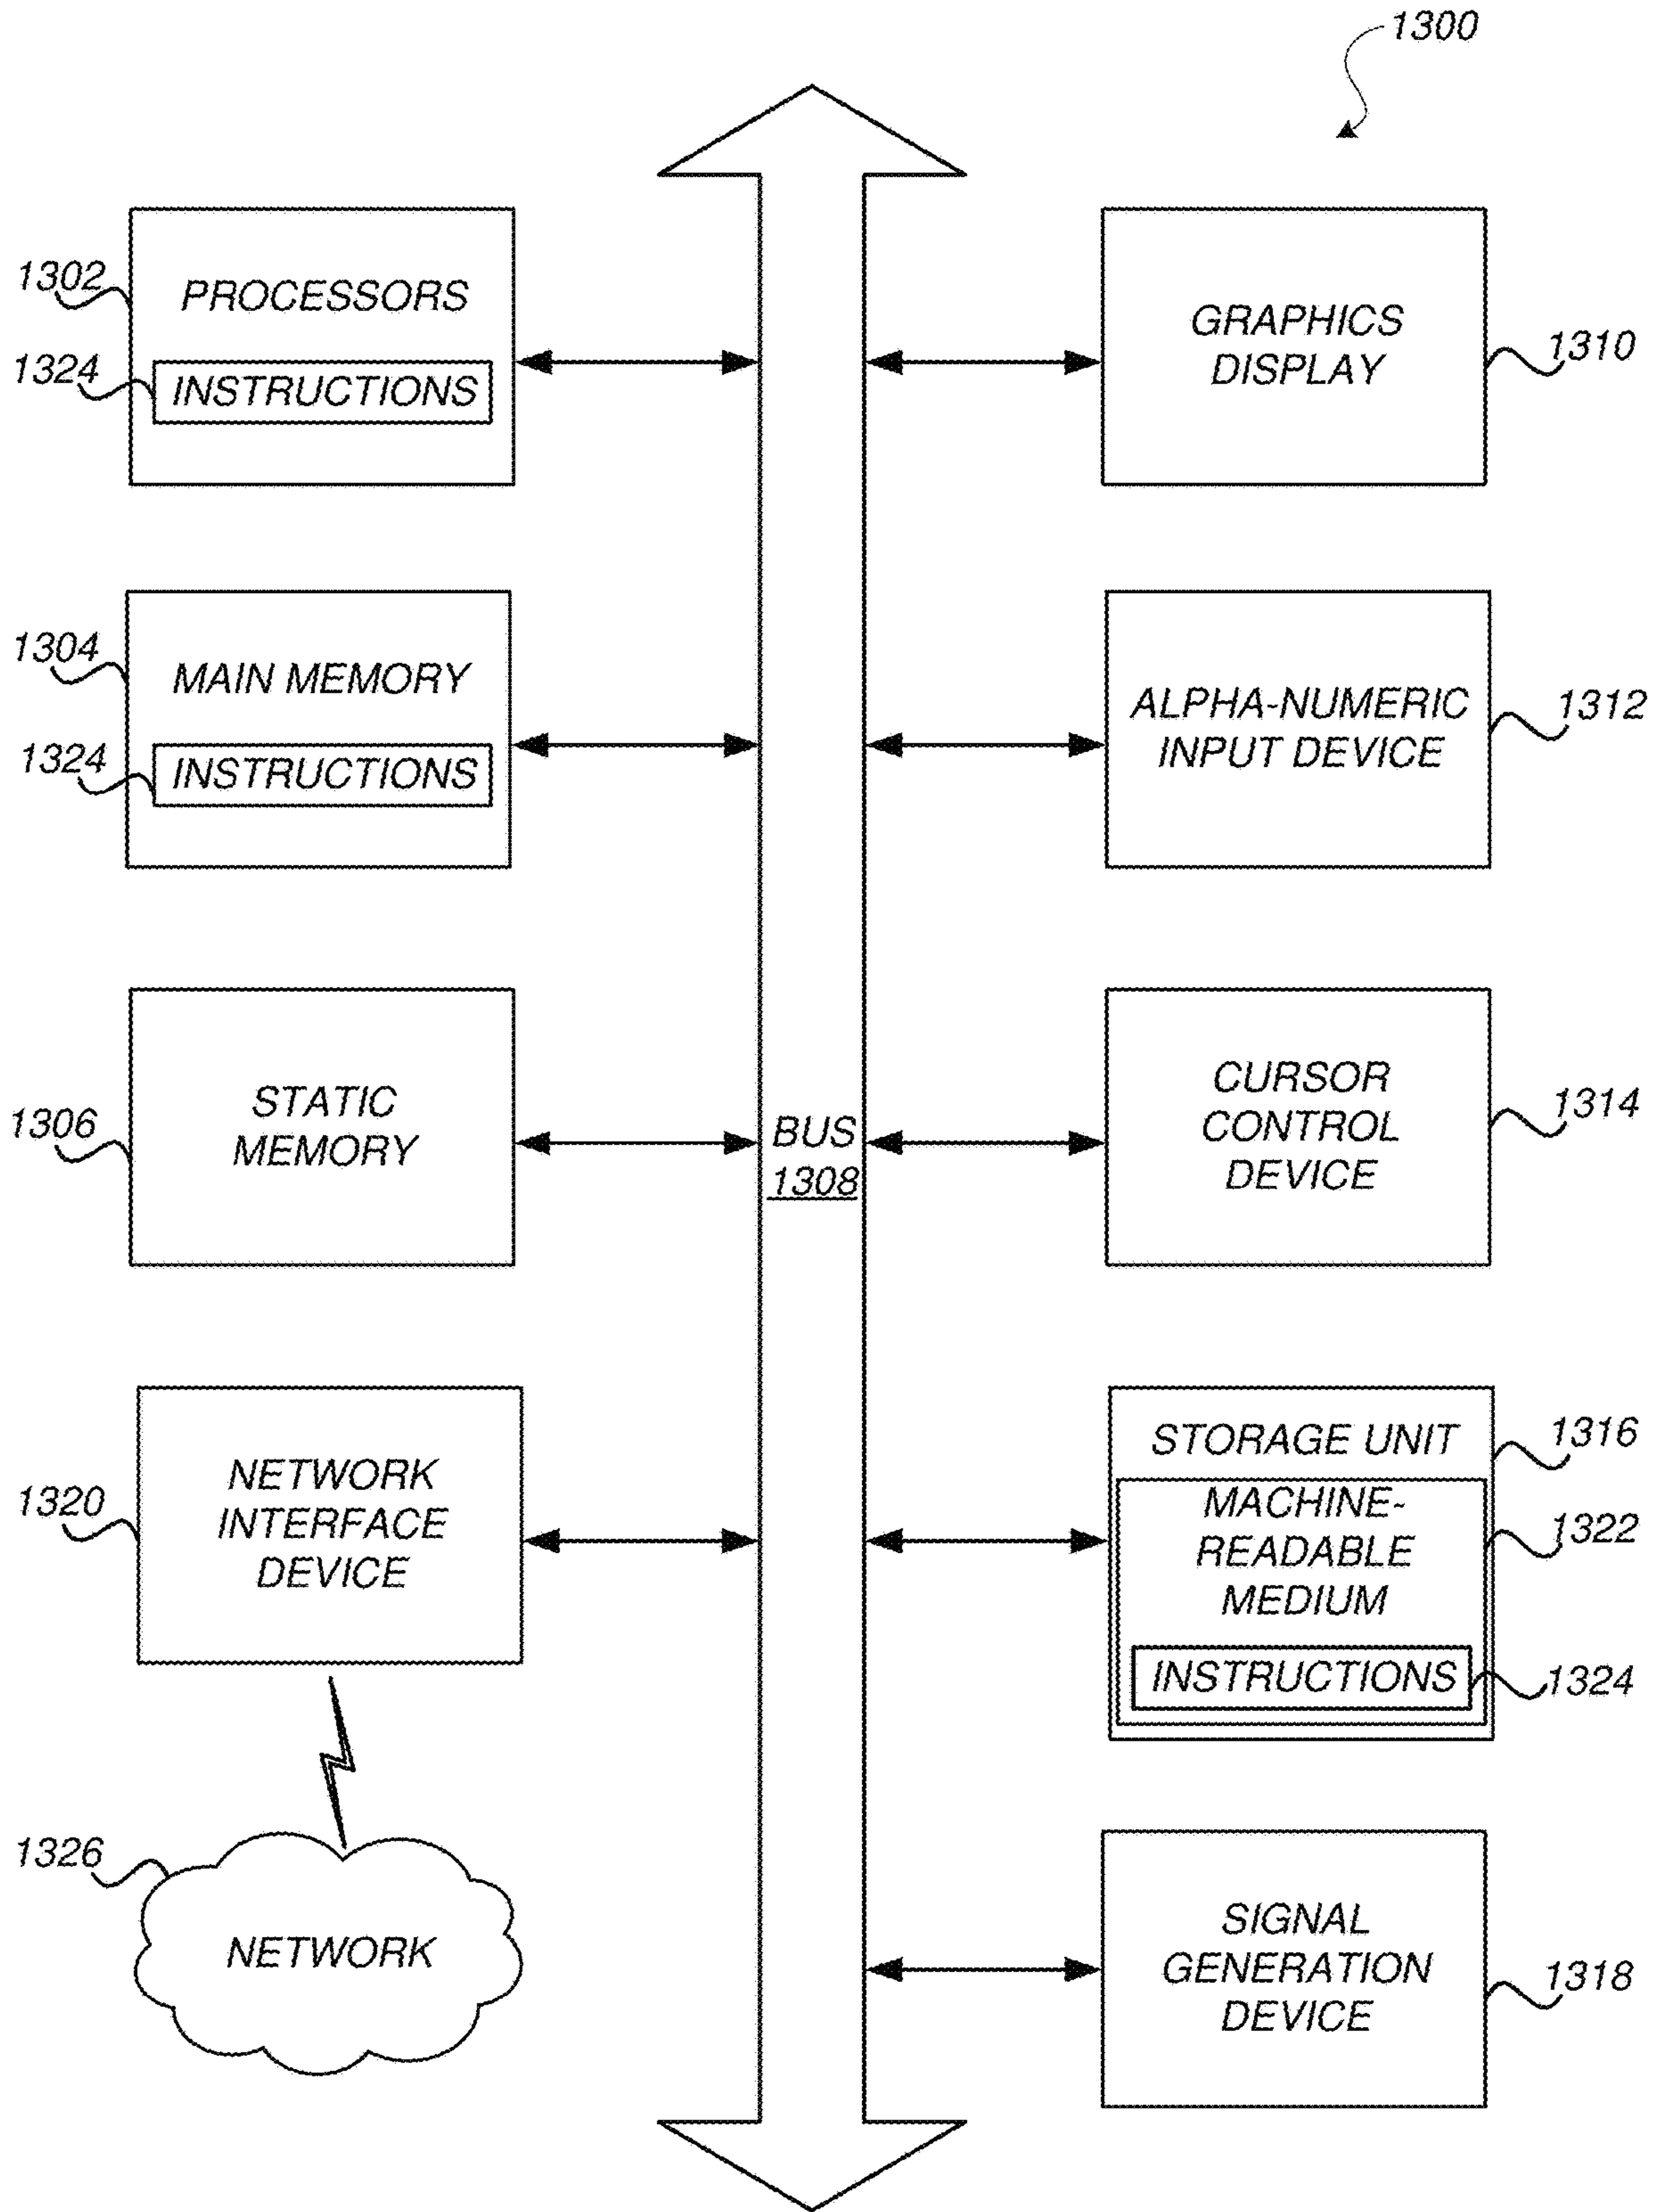 1300
1302
PROCESSORS
1324
INSTRUCTIONS
GRAPHICS
DISPLAY
1310
1304
MAIN MEMORY
1324
INSTRUCTIONS
ALPHA-NUMERIC
INPUT DEVICE
1312
1306
STATIC
MEMORY
BUS
1308
CURSOR
CONTROL
DEVICE
1314
1320
NETWORK
INTERFACE
DEVICE
STORAGE UNIT
1316
MACHINE-
READABLE
MEDIUM
1322
INSTRUCTIONS
1324
1326
NETWORK
SIGNAL
GENERATION
DEVICE
1318